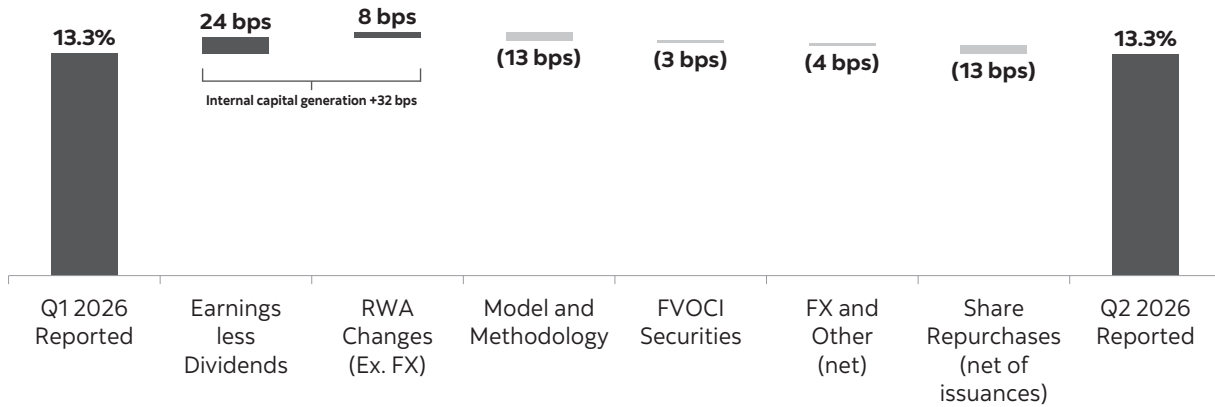 24 bps
8 bps
13.3%
(13 bps)
(3 bps)
(4 bps)
(13 bps)
13.3%
Internal capital generation +32 bps
Q1 2026
Reported
Earnings
less
Dividends
RWA
Changes
(Ex. FX)
Model and
Methodology
FVOCI
Securities
FX and
Other
(net)
Share
Repurchases
(net of
issuances)
Q2 2026
Reported